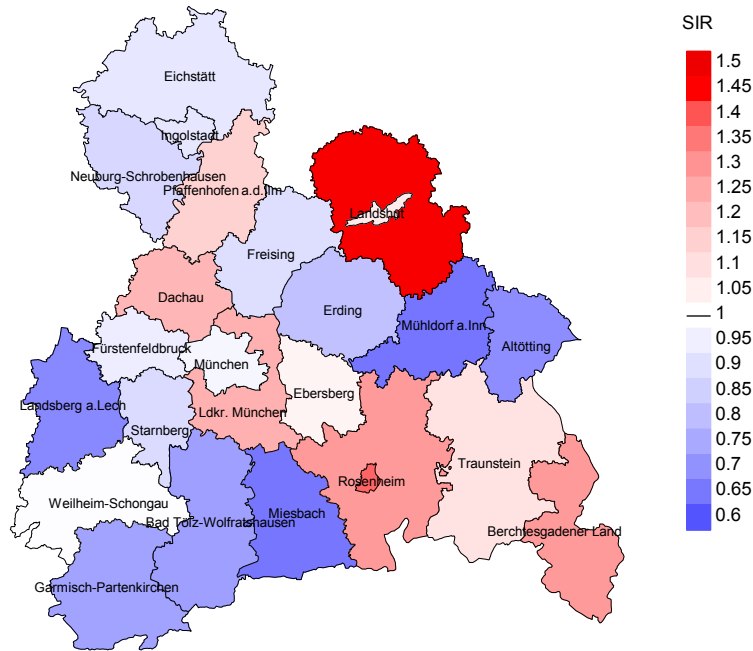 SIR
1.5
1.45
1.4
1.35
1.3
1.25
1.2
1.15
1.1
1.05
1
0.95
0.9
0.85
0.8
0.75
0.7
0.65
0.6
Eichstätt
Ingolstadt
Neuburg-Schrobenhausen
Pfaffenhofen a.d.Ilm
Landshut
Freising
Dachau
Erding
Mühldorf a.Inn
Altötting
Fürstenfeldbruck
München
Ebersberg
Landsberg a.Lech
Ldkr. München
Starnberg
Traunstein
Rosenheim
Weilheim-Schongau
Miesbach
Bad Tölz-Wolfratshausen
Berchtesgadener Land
Garmisch-Partenkirchen